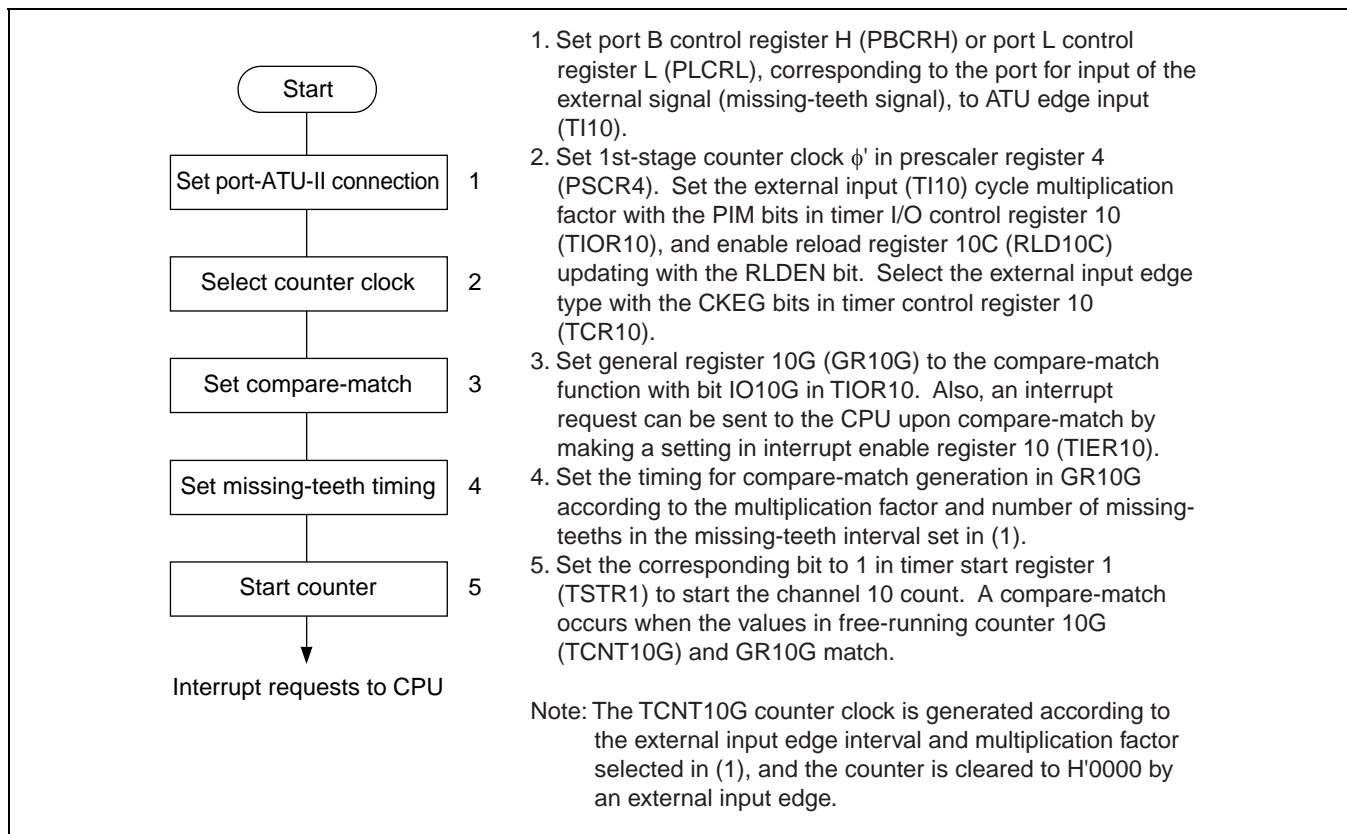 Start
Set port-ATU-II connection 1
Select counter clock 2
Set compare-match 3
Set missing-teeth timing 4
Start counter 5
Interrupt requests to CPU
1. Set port B control register H (PBCRH) or port L control
register L (PLCRL), corresponding to the port for input of the
external signal (missing-teeth signal), to ATU edge input
(TI10).
2. Set 1st-stage counter clock ϕ' in prescaler register 4
(PSCR4). Set the external input (TI10) cycle multiplication
factor with the PIM bits in timer I/O control register 10
(TIOR10), and enable reload register 10C (RLD10C)
updating with the RLDEN bit. Select the external input edge
type with the CKEG bits in timer control register 10
(TCR10).
3. Set general register 10G (GR10G) to the compare-match
function with bit IO10G in TIOR10. Also, an interrupt
request can be sent to the CPU upon compare-match by
making a setting in interrupt enable register 10 (TIER10).
4. Set the timing for compare-match generation in GR10G
according to the multiplication factor and number of missing-
teeths in the missing-teeth interval set in (1).
5. Set the corresponding bit to 1 in timer start register 1
(TSTR1) to start the channel 10 count. A compare-match
occurs when the values in free-running counter 10G
(TCNT10G) and GR10G match.
Note: The TCNT10G counter clock is generated according to
the external input edge interval and multiplication factor
selected in (1), and the counter is cleared to H'0000 by
an external input edge.